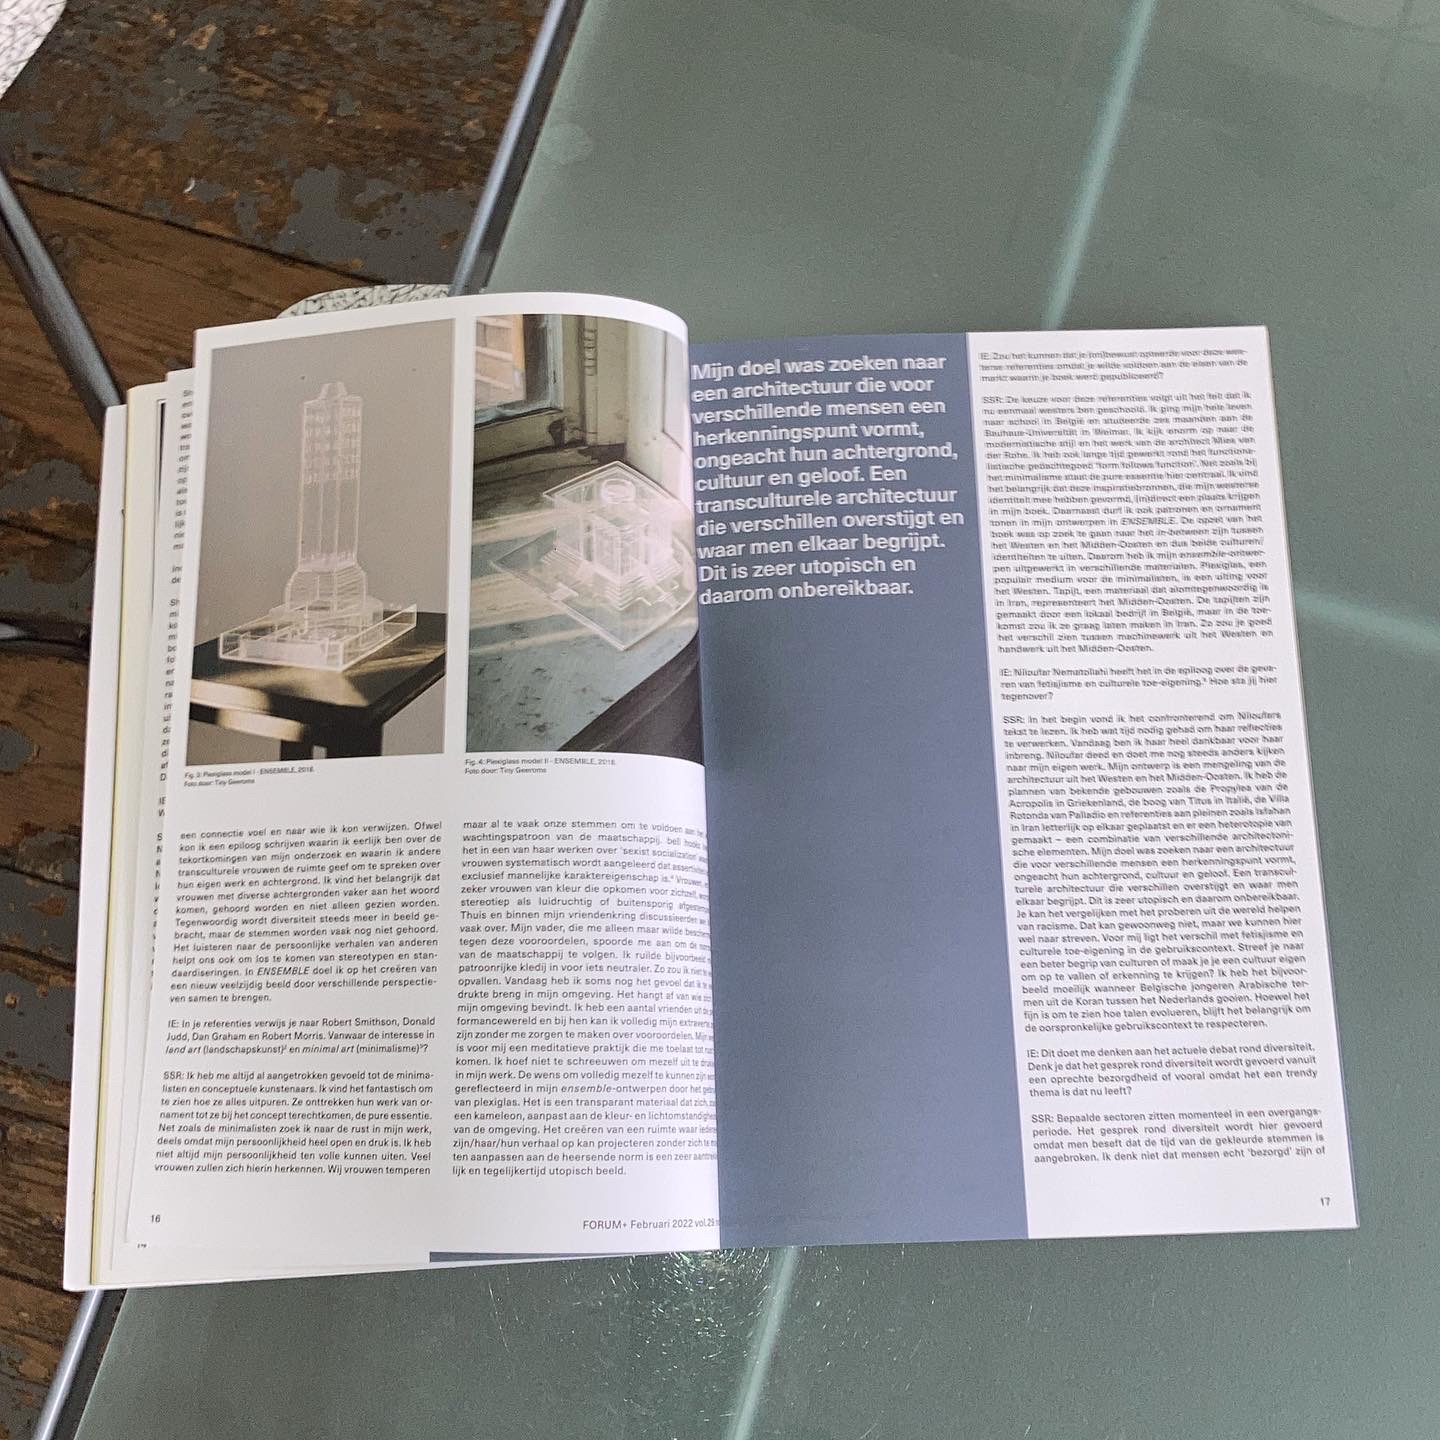 Fig. 3: Plexiglass model I - ENSEMBLE, 2018.
Foto door: Tiny Geeroms
Fig. 4: Plexiglass model II - ENSEMBLE, 2018.
Foto door: Tiny Geeroms
een connectie voel en naar wie ik kon verwijzen. Ofwel
kon ik een epiloog schrijven waarin ik eerlijk ben over de
tekortkomingen van mijn onderzoek en waarin ik andere
transculturele vrouwen de ruimte geef om te spreken over
hun eigen werk en achtergrond. Ik vind het belangrijk dat
vrouwen met diverse achtergronden vaker aan het woord
komen, gehoord worden en niet alleen gezien worden.
Tegenwoordig wordt diversiteit steeds meer in beeld ge-
bracht, maar de stemmen worden vaak nog niet gehoord.
Het luisteren naar de persoonlijke verhalen van anderen
helpt ons ook om los te komen van stereotypen en stan-
daardiseringen. In ENSEMBLE doel ik op het creëren van
een nieuw veelzijdig beeld door verschillende perspectie-
ven samen te brengen.
IE: In je referenties verwijs je naar Robert Smithson, Donald
Judd, Dan Graham en Robert Morris. Vanwaar de interesse in
land art (landschapskunst)² en minimal art (minimalisme)³?
SSR: Ik heb me altijd al aangetrokken gevoeld tot de minima-
listen en conceptuele kunstenaars. Ik vind het fantastisch om
te zien hoe ze alles uitpuren. Ze onttrekken hun werk van or-
nament tot ze bij het concept terechtkomen, de pure essentie.
Net zoals de minimalisten zoek ik naar de rust in mijn werk,
deels omdat mijn persoonlijkheid heel open en druk is. Ik heb
niet altijd mijn persoonlijkheid ten volle kunnen uiten. Veel
vrouwen zullen zich hierin herkennen. Wij vrouwen temperen
maar al te vaak onze stemmen om te voldoen aan het
wachtingspatroon van de maatschappij. bell hooks
het in een van haar werken over 'sexist socialization'
vrouwen systematisch wordt aangeleerd dat
exclusief mannelijke karaktereigenschap is.⁴ Vrouwen,
zeker vrouwen van kleur die opkomen voor zichzelf,
stereotiep als luidruchtig of buitensporig
Thuis en binnen mijn vriendenkring discussieerden we
vaak over. Mijn vader, die me alleen maar wilde
tegen deze vooroordelen, spoorde me aan om de
van de maatschappij te volgen. Ik ruilde bijvoorbeeld
patroonrijke kledij in voor iets neutraler. Zo zou ik niet te
opvallen. Vandaag heb ik soms nog het gevoel dat ik te
drukte breng in mijn omgeving. Het hangt af van wie
mijn omgeving bevindt. Ik heb een aantal vrienden uit de
formancewereld en bij hen kan ik volledig mijn extraverte
zijn zonder me zorgen te maken over vooroordelen. Mijn
is voor mij een meditatieve praktijk die me toelaat tot
komen. Ik hoef niet te schreeuwen om mezelf uit te
in mijn werk. De wens om volledig mezelf te kunnen zijn
gereflecteerd in mijn ensemble-ontwerpen door het
van plexiglas. Het is een transparant materiaal dat zich,
een kameleon, aanpast aan de kleur- en lichtomstandigheden
van de omgeving. Het creëren van een ruimte waar iedereen
zijn/haar/hun verhaal op kan projecteren zonder zich te
ten aanpassen aan de heersende norm is een zeer
lijk en tegelijkertijd utopisch beeld.
16
FORUM+ Februari 2022 vol.29
Mijn doel was zoeken naar
een architectuur die voor
verschillende mensen een
herkenningspunt vormt,
ongeacht hun achtergrond,
cultuur en geloof. Een
transculturele architectuur
die verschillen overstijgt en
waar men elkaar begrijpt.
Dit is zeer utopisch en
daarom onbereikbaar.
IE: Zou het kunnen dat je (on)bewust opteerde voor deze wes-
terse referenties omdat je wilde voldoen aan de eisen van de
markt waarin je boek werd gepubliceerd?
SSR: De keuze voor deze referenties volgt uit het feit dat ik
nu eenmaal westers ben geschoold. Ik ging mijn hele leven
naar school in België en studeerde zes maanden aan de
Bauhaus-Universität in Weimar. Ik kijk enorm op naar de
modernistische stijl en het werk van de architect Mies van
der Rohe. Ik heb ook lange tijd gewerkt rond het functiona-
listische gedachtegoed 'form follows function'. Net zoals bij
het minimalisme staat de pure essentie hier centraal. Ik vind
het belangrijk dat deze inspiratiebronnen, die mijn westerse
identiteit mee hebben gevormd, (in)direct een plaats krijgen
in mijn boek. Daarnaast durf ik ook patronen en ornament
tonen in mijn ontwerpen in ENSEMBLE. De opzet van het
boek was op zoek te gaan naar het in-between zijn tussen
het Westen en het Midden-Oosten en dus beide culturen/
identiteiten te uiten. Daarom heb ik mijn ensemble-ontwer-
pen uitgewerkt in verschillende materialen. Plexiglas, een
populair medium voor de minimalisten, is een uiting voor
het Westen. Tapijt, een materiaal dat alomtegenwoordig is
in Iran, representeert het Midden-Oosten. De tapijten zijn
gemaakt door een lokaal bedrijf in België, maar in de toe-
komst zou ik ze graag laten maken in Iran. Zo zou je goed
het verschil zien tussen machinewerk uit het Westen en
handwerk uit het Midden-Oosten.
IE: Niloufar Nematollahi heeft het in de epiloog over de geva-
ren van fetisjisme en culturele toe-eigening.⁵ Hoe sta jij hier
tegenover?
SSR: In het begin vond ik het confronterend om Niloufars
tekst te lezen. Ik heb wat tijd nodig gehad om haar reflecties
te verwerken. Vandaag ben ik haar heel dankbaar voor haar
inbreng. Niloufar deed en doet me nog steeds anders kijken
naar mijn eigen werk. Mijn ontwerp is een mengeling van de
architectuur uit het Westen en het Midden-Oosten. Ik heb de
plannen van bekende gebouwen zoals de Propylea van de
Acropolis in Griekenland, de boog van Titus in Italië, de Villa
Rotonda van Palladio en referenties aan pleinen zoals Isfahan
in Iran letterlijk op elkaar geplaatst en er een heterotopie van
gemaakt – een combinatie van verschillende architectoni-
sche elementen. Mijn doel was zoeken naar een architectuur
die voor verschillende mensen een herkenningspunt vormt,
ongeacht hun achtergrond, cultuur en geloof. Een transcul-
turele architectuur die verschillen overstijgt en waar men
elkaar begrijpt. Dit is zeer utopisch en daarom onbereikbaar.
Je kan het vergelijken met het proberen uit de wereld helpen
van racisme. Dat kan gewoonweg niet, maar we kunnen hier
wel naar streven. Voor mij ligt het verschil met fetisjisme en
culturele toe-eigening in de gebruikscontext. Streef je naar
een beter begrip van culturen of maak je je een cultuur eigen
om op te vallen of erkenning te krijgen? Ik heb het bijvoor-
beeld moeilijk wanneer Belgische jongeren Arabische ter-
men uit de Koran tussen het Nederlands gooien. Hoewel het
fijn is om te zien hoe talen evolueren, blijft het belangrijk om
de oorspronkelijke gebruikscontext te respecteren.
IE: Dit doet me denken aan het actuele debat rond diversiteit.
Denk je dat het gesprek rond diversiteit wordt gevoerd vanuit
een oprechte bezorgdheid of vooral omdat het een trendy
thema is dat nu leeft?
SSR: Bepaalde sectoren zitten momenteel in een overgangs-
periode. Het gesprek rond diversiteit wordt hier gevoerd
omdat men beseft dat de tijd van de gekleurde stemmen is
aangebroken. Ik denk niet dat mensen echt 'bezorgd' zijn of
17